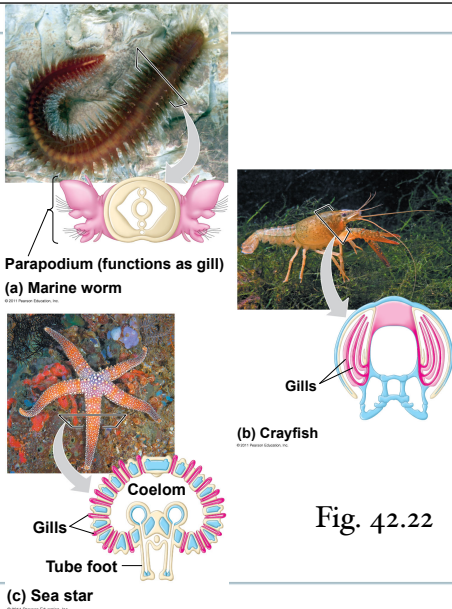 Parapodium (functions as gill)
(a) Marine worm
© 2011 Pearson Education, Inc.
Gills
(b) Crayfish
© 2011 Pearson Education, Inc.
Coelom
Gills
Tube foot
(c) Sea star
Fig. 42.22